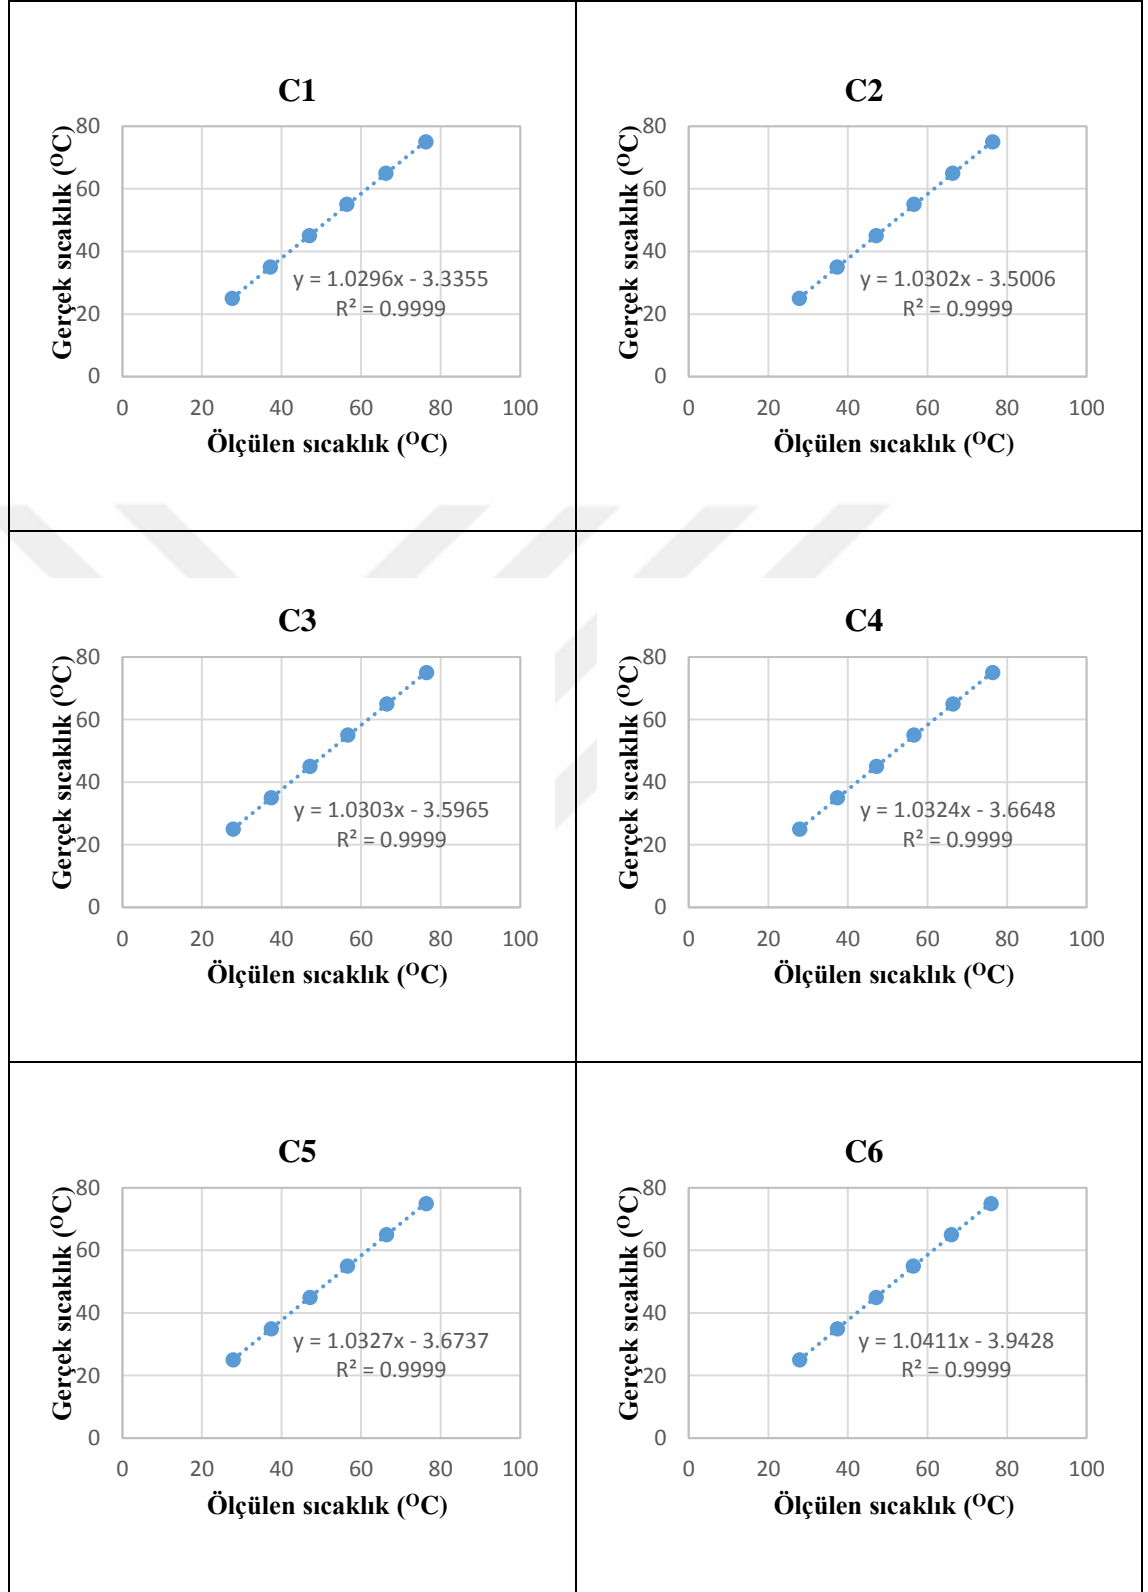 C1
Gerçek sıcaklık (ᴼC)
80
60
40
20
0
y = 1.0296x - 3.3355
R² = 0.9999
0 20 40 60 80 100
Ölçülen sıcaklık (ᴼC)
C2
Gerçek sıcaklık (ᴼC)
80
60
40
20
0
y = 1.0302x - 3.5006
R² = 0.9999
0 20 40 60 80 100
Ölçülen sıcaklık (ᴼC)
C3
Gerçek sıcaklık (ᴼC)
80
60
40
20
0
y = 1.0303x - 3.5965
R² = 0.9999
0 20 40 60 80 100
Ölçülen sıcaklık (ᴼC)
C4
Gerçek sıcaklık (ᴼC)
80
60
40
20
0
y = 1.0324x - 3.6648
R² = 0.9999
0 20 40 60 80 100
Ölçülen sıcaklık (ᴼC)
C5
Gerçek sıcaklık (ᴼC)
80
60
40
20
0
y = 1.0327x - 3.6737
R² = 0.9999
0 20 40 60 80 100
Ölçülen sıcaklık (ᴼC)
C6
Gerçek sıcaklık (ᴼC)
80
60
40
20
0
y = 1.0411x - 3.9428
R² = 0.9999
0 20 40 60 80 100
Ölçülen sıcaklık (ᴼC)